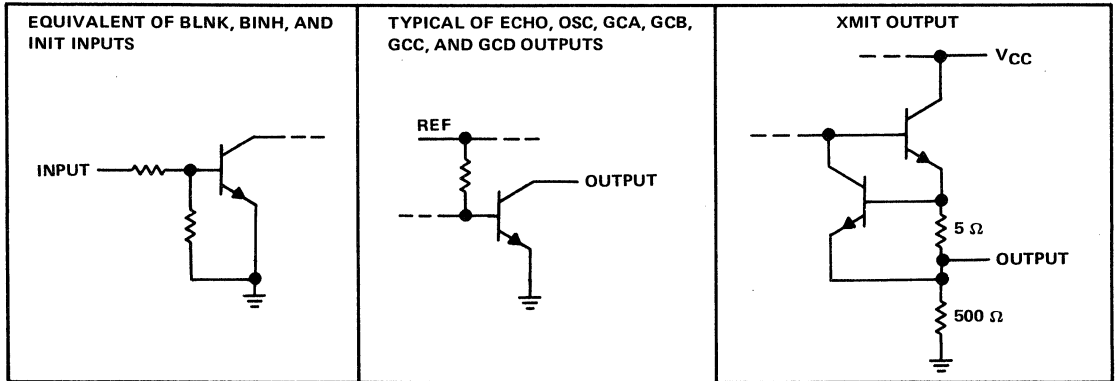 EQUIVALENT OF BLNK, BINH, AND
INIT INPUTS
INPUT
TYPICAL OF ECHO, OSC, GCA, GCB,
GCC, AND GCD OUTPUTS
REF
OUTPUT
XMIT OUTPUT
VCC
5 Ω
OUTPUT
500 Ω